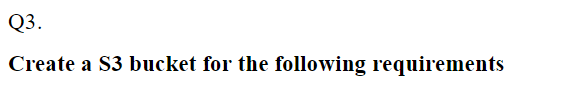 Q3.
Create a S3 bucket for the following requirements